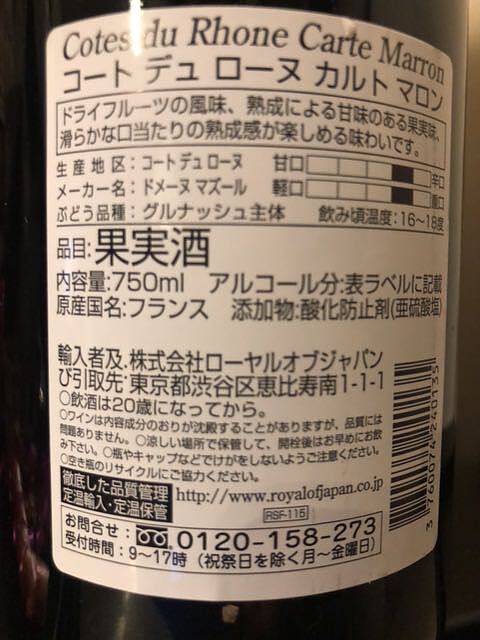 Cotes du Rhone Carte Marron
コート デュ ローヌ カルト マロン
ドライフルーツの風味、熟成による甘味のある果実味、
滑らかな口当たりの熟成感が楽しめる味わいです。
生産地区：コートデュローヌ 甘口 辛口
メーカー名：ドメーヌ マズール 軽口 重口
ぶどう品種：グルナッシュ主体 飲み頃温度：16～18度
品目:果実酒
内容量:750ml アルコール分:表ラベルに記載
原産国名:フランス 添加物:酸化防止剤(亜硫酸塩)
輸入者及.株式会社ローヤルオブジャパン
び引取先:東京都渋谷区恵比寿南1-1-1
○飲酒は20歳になってから。
○ワインは内容成分のおりが沈殿することがありますが、品質には
問題ありません。○涼しい場所で保管して、開栓後はお早めにお飲
み下さい。○瓶やキャップなどでけがをしないようご注意ください。
○空き瓶のリサイクルにご協力ください。
徹底した品質管理
定温輸入・定温保管
http://www.royalofjapan.co.jp
RSF-115
お問合せ：0120-158-273
受付時間：9～17時（祝祭日を除く月～金曜日）
3760074240135